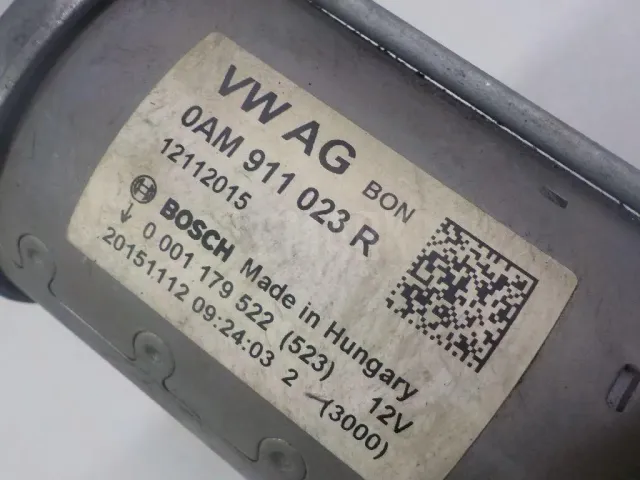 VW AG BON
0AM 911 023 R
12112015
BOSCH Made in Hungary
0 001 179 522 (523) 12V
20151112 09:24:03 2 (3000)